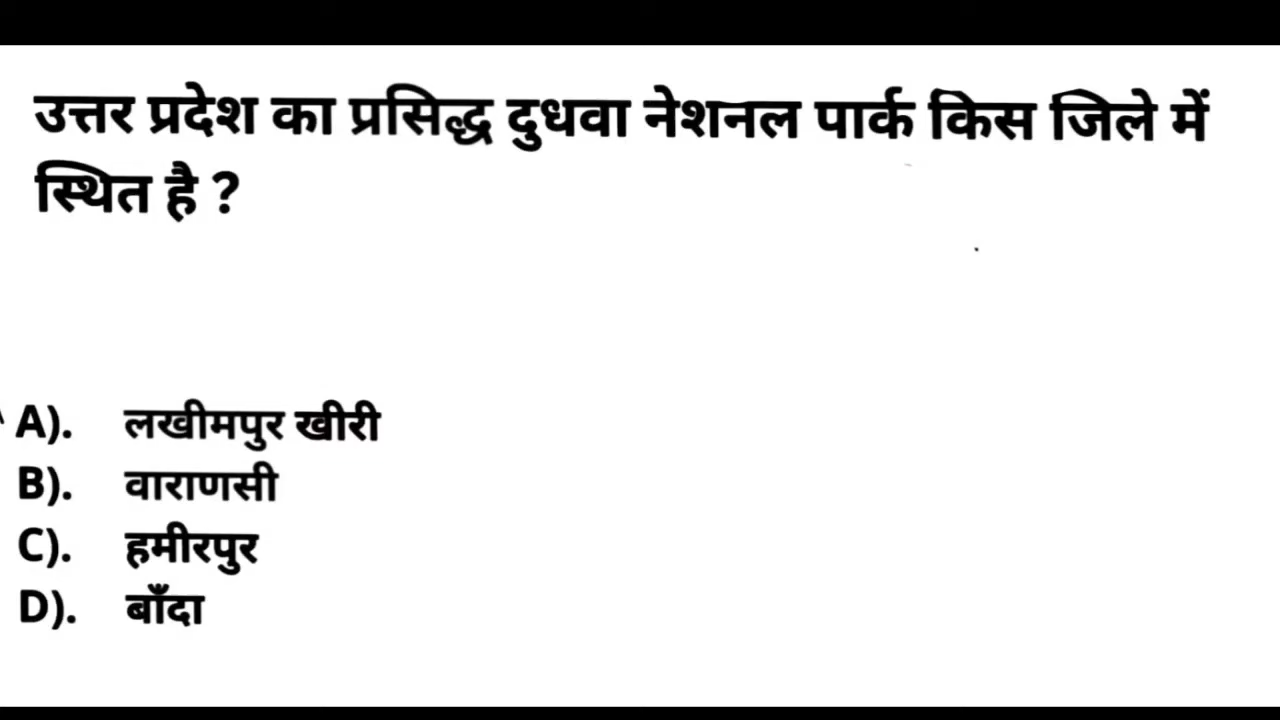 उत्तर प्रदेश का प्रसिद्ध दुधवा नेशनल पार्क किस जिले में
स्थित है ?
A). लखीमपुर खीरी
B). वाराणसी
C). हमीरपुर
D). बाँदा